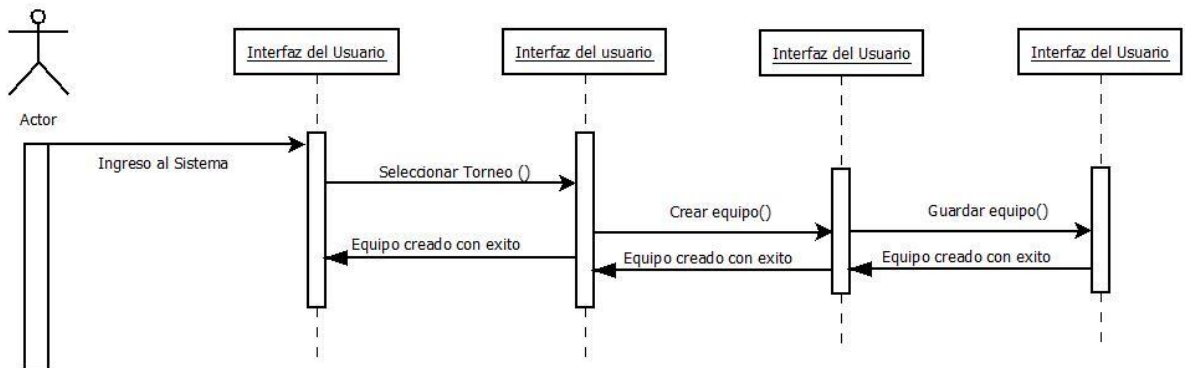 Interfaz del Usuario
Interfaz del usuario
Interfaz del Usuario
Interfaz del Usuario
Actor
Ingreso al Sistema
Seleccionar Torneo ()
Crear equipo()
Guardar equipo()
Equipo creado con exito
Equipo creado con exito
Equipo creado con exito